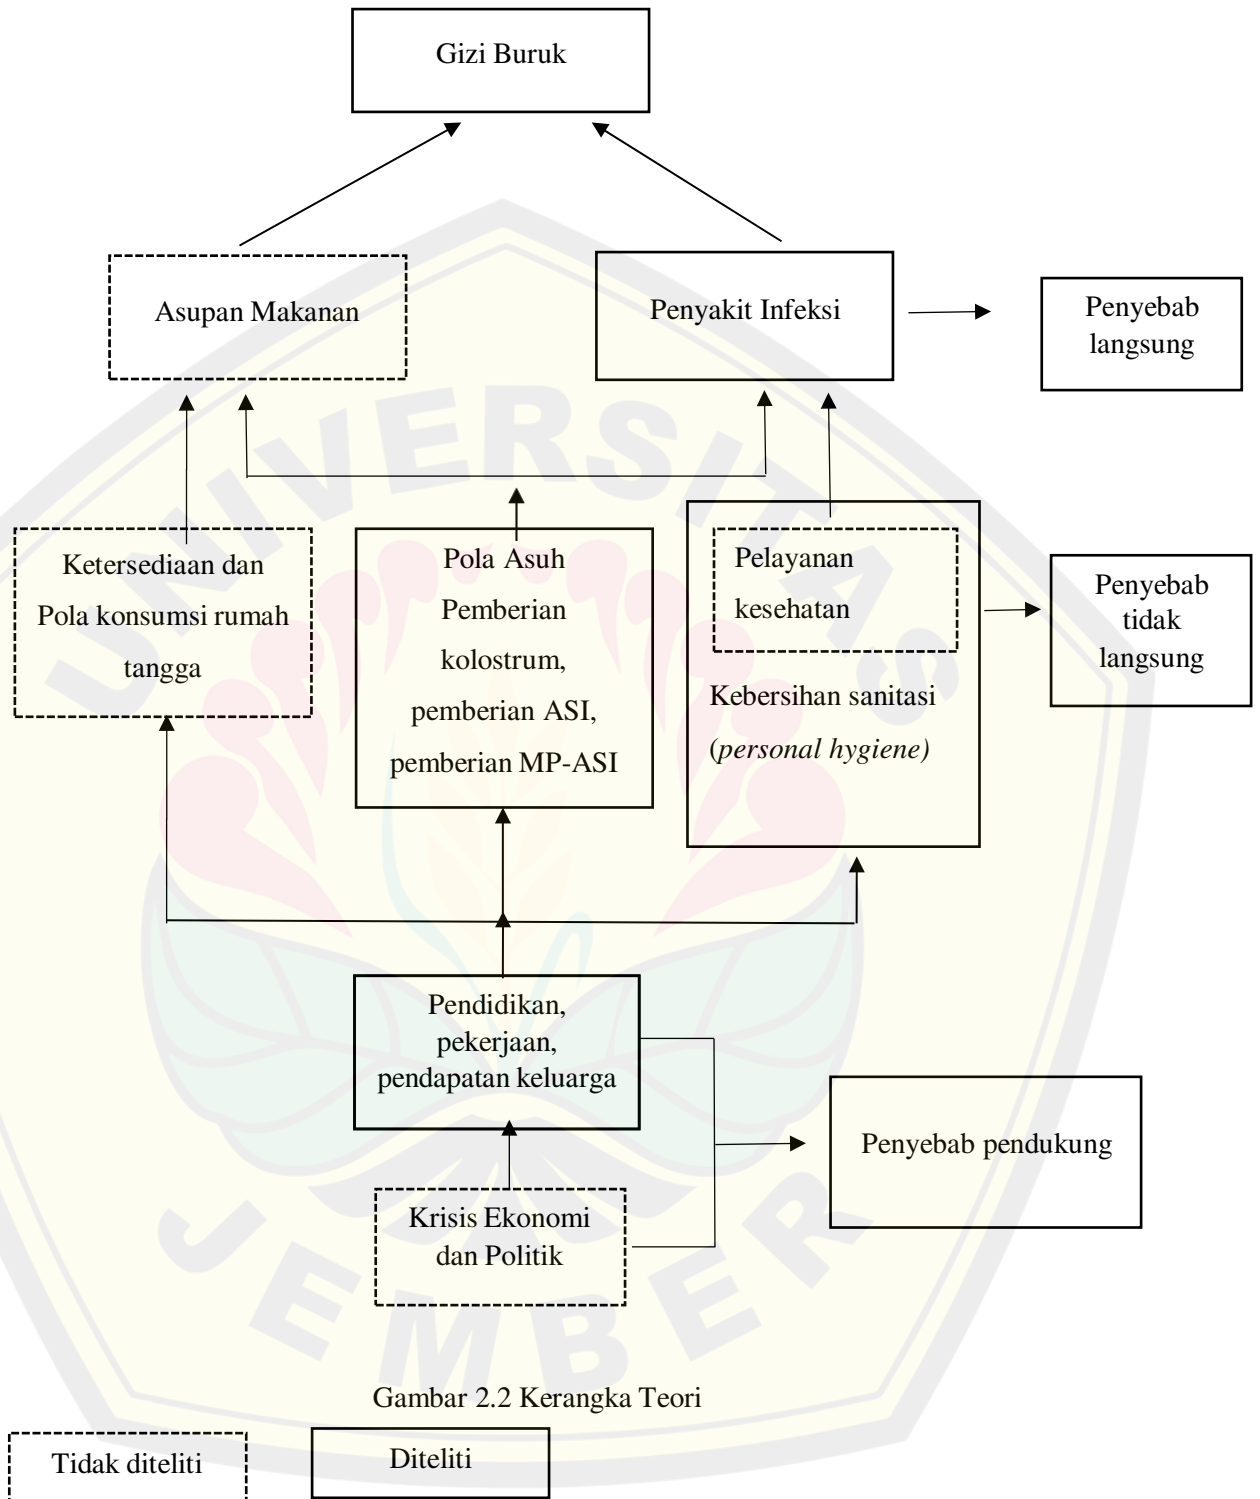 Gizi Buruk
Asupan Makanan
Penyakit Infeksi
Penyebab
langsung
Ketersediaan dan
Pola konsumsi rumah
tangga
Pola Asuh
Pemberian
kolostrum,
pemberian ASI,
pemberian MP-ASI
Pelayanan
kesehatan
Kebersihan sanitasi
(personal hygiene)
Penyebab
tidak
langsung
Pendidikan,
pekerjaan,
pendapatan keluarga
Penyebab pendukung
Krisis Ekonomi
dan Politik
Gambar 2.2 Kerangka Teori
Tidak diteliti
Diteliti
UNIVERSITAS
JEMBER